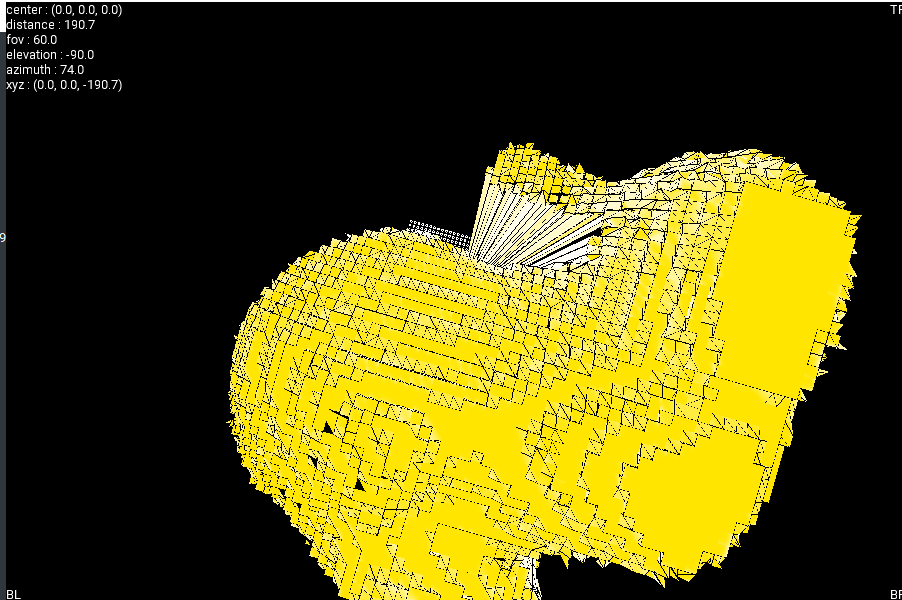 center : (0.0, 0.0, 0.0)
distance : 190.7
fov : 60.0
elevation : -90.0
azimuth : 74.0
xyz : (0.0, 0.0, -190.7)
9
BL